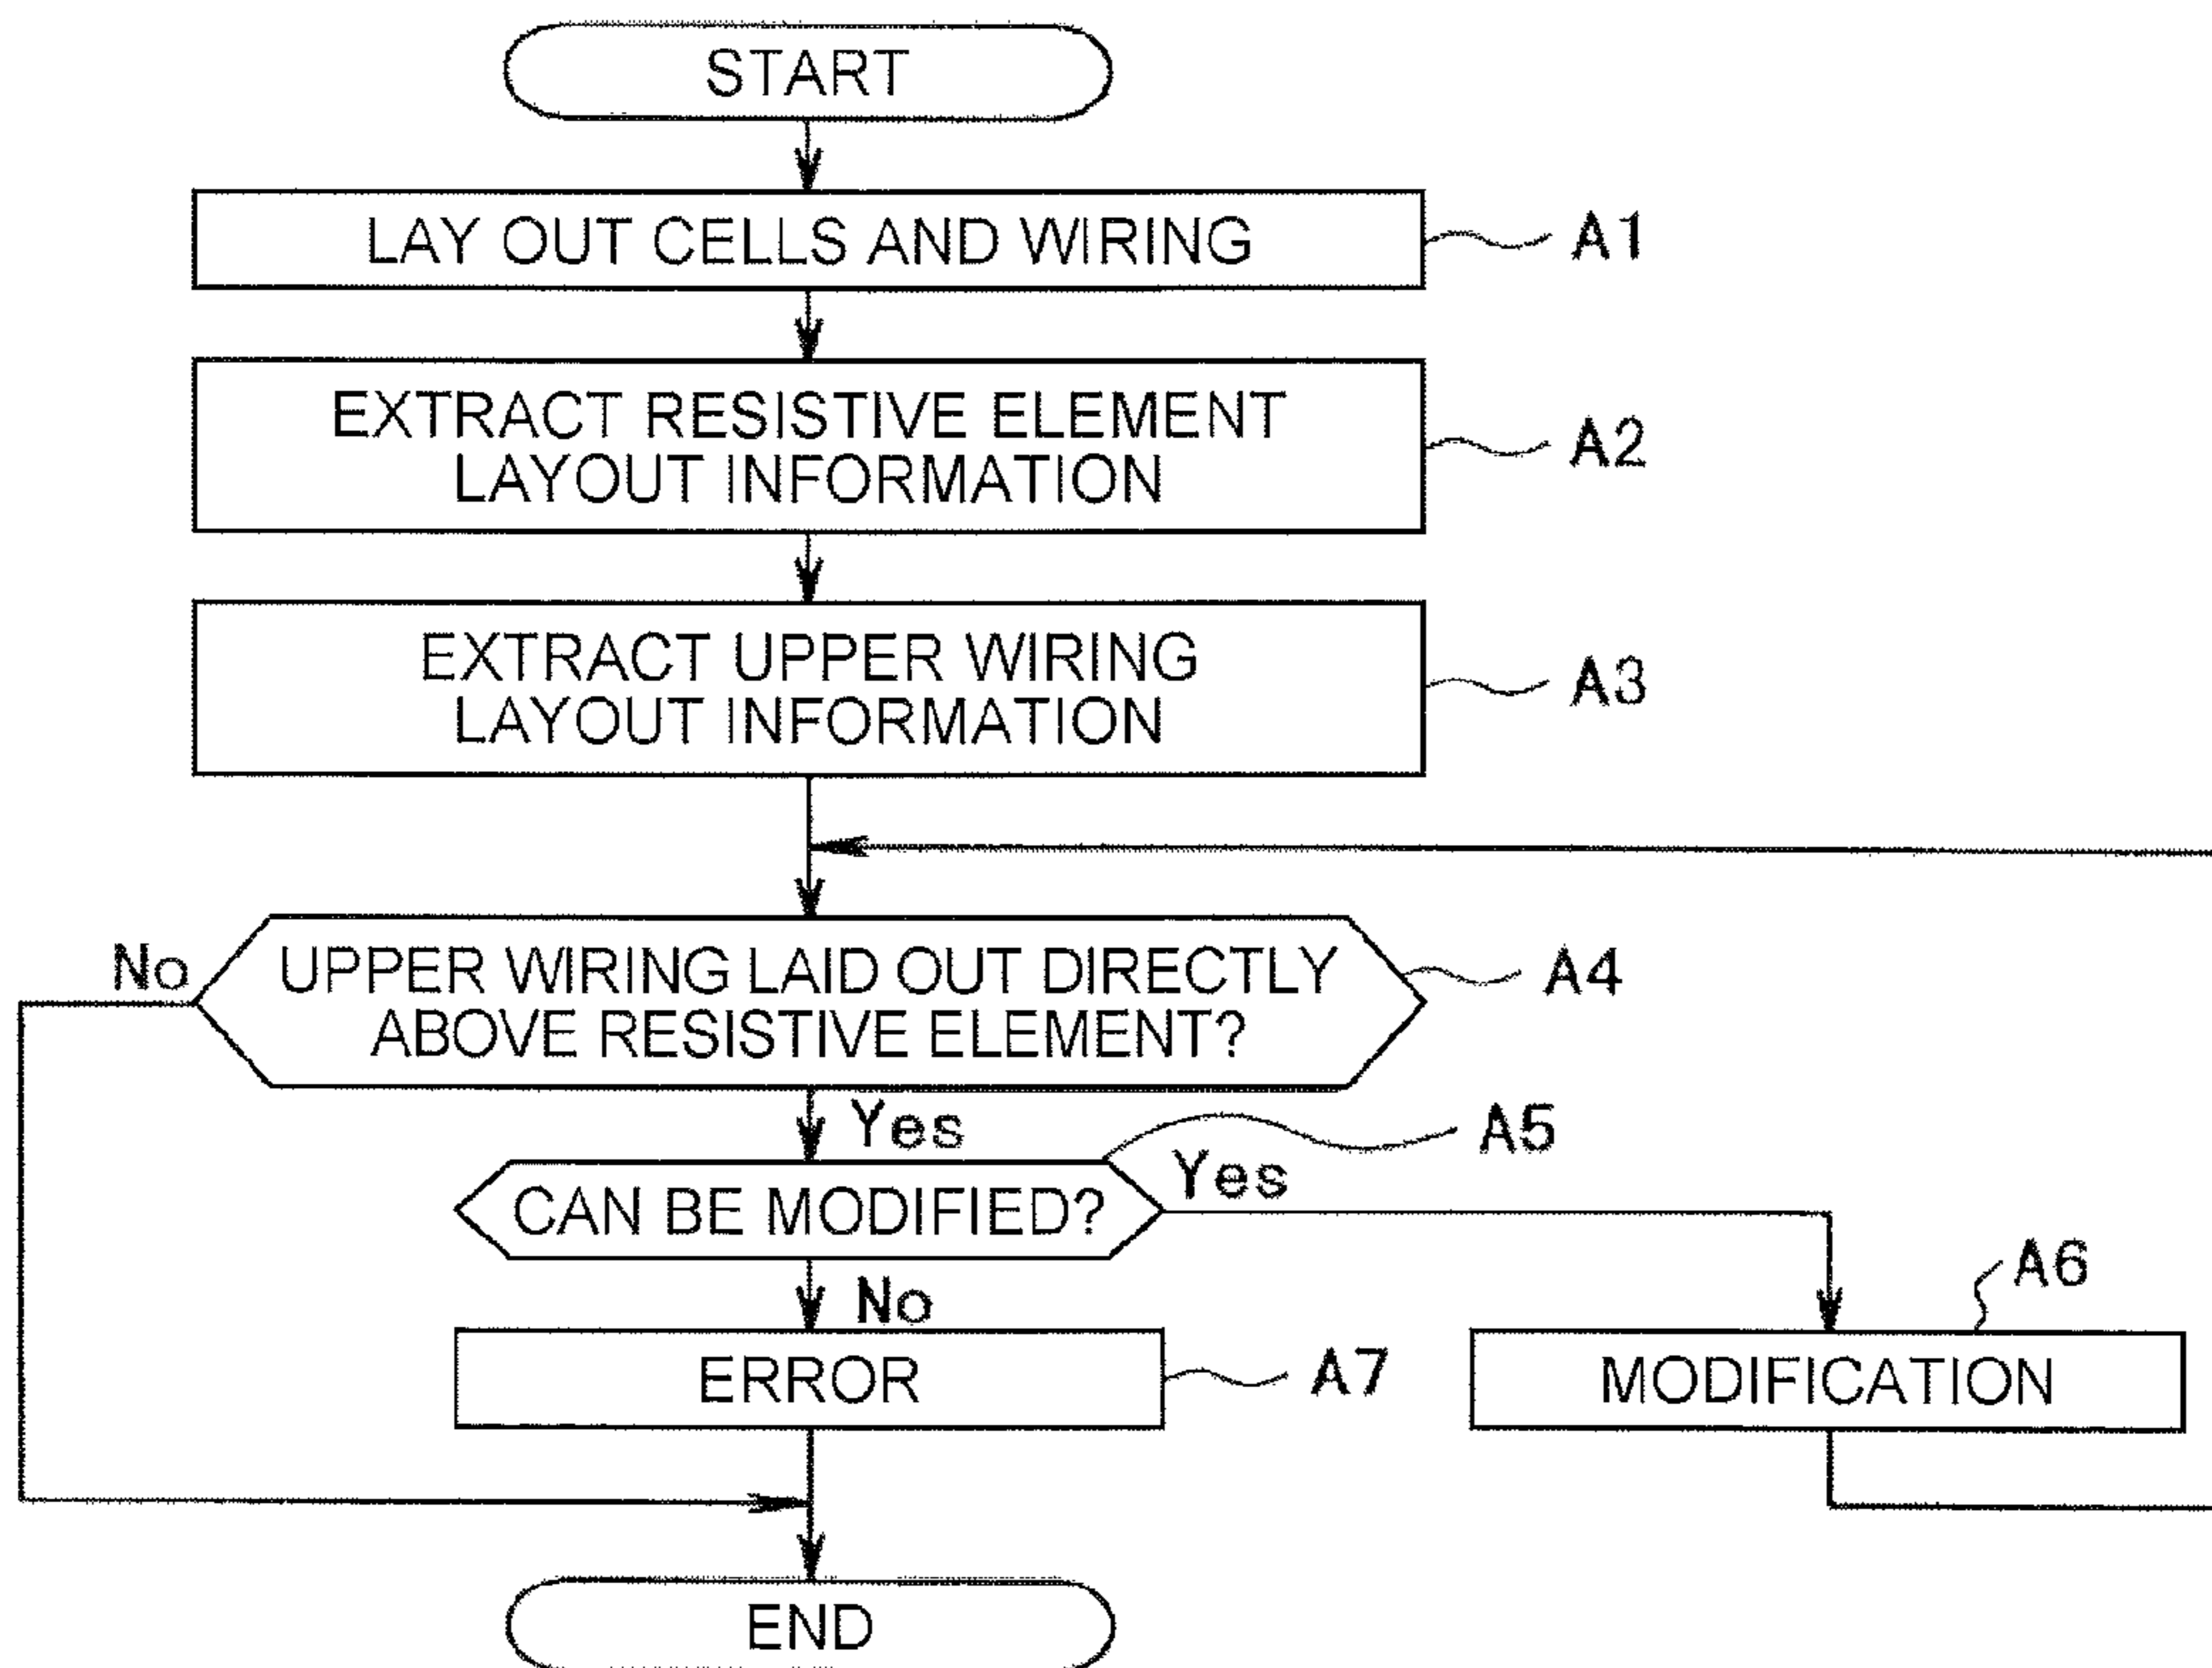 START
LAY OUT CELLS AND WIRING
A1
EXTRACT RESISTIVE ELEMENT
LAYOUT INFORMATION
A2
EXTRACT UPPER WIRING
LAYOUT INFORMATION
A3
No
UPPER WIRING LAID OUT DIRECTLY
ABOVE RESISTIVE ELEMENT?
A4
Yes
A5
CAN BE MODIFIED?
Yes
No
A6
ERROR
A7
MODIFICATION
END